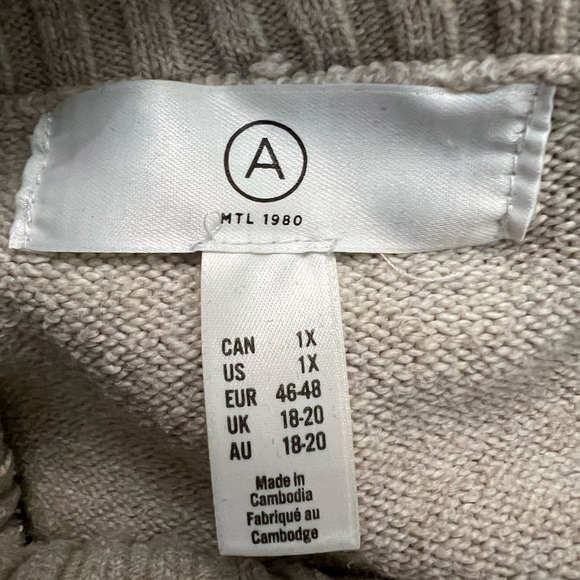 A
MTL 1980
CAN 1X
US 1X
EUR 46-48
UK 18-20
AU 18-20
Made in
Cambodia
Fabriqué au
Cambodge